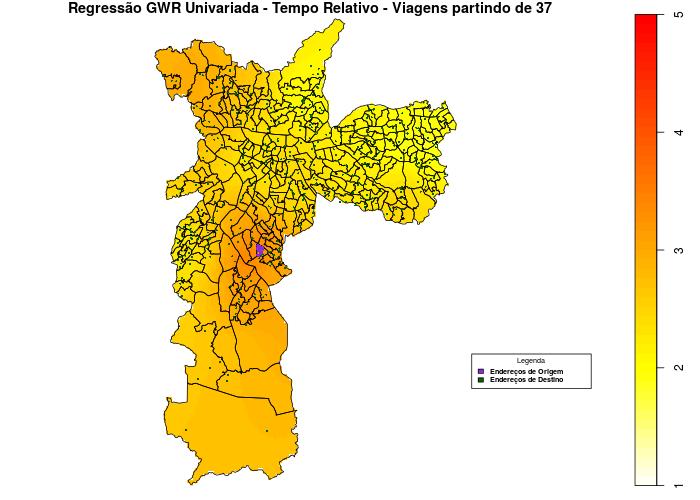 Regressão GWR Univariada - Tempo Relativo - Viagens partindo de 37
5
4
3
2
1
Legenda
Endereços de Origem
Endereços de Destino